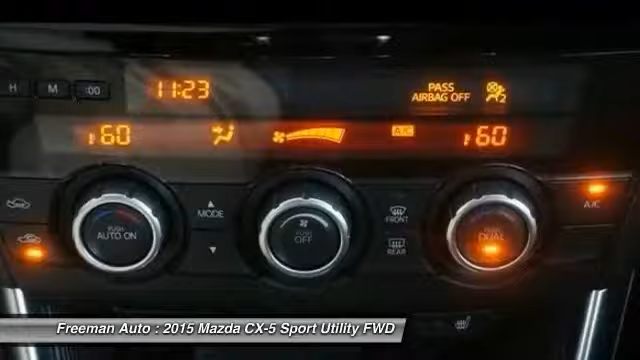 H M :00
11:23
PASS
AIRBAG OFF
2
60
A/C
60
PUSH
AUTO ON
MODE
PUSH
OFF
FRONT
REAR
DUAL
A/C
Freeman Auto : 2015 Mazda CX-5 Sport Utility FWD